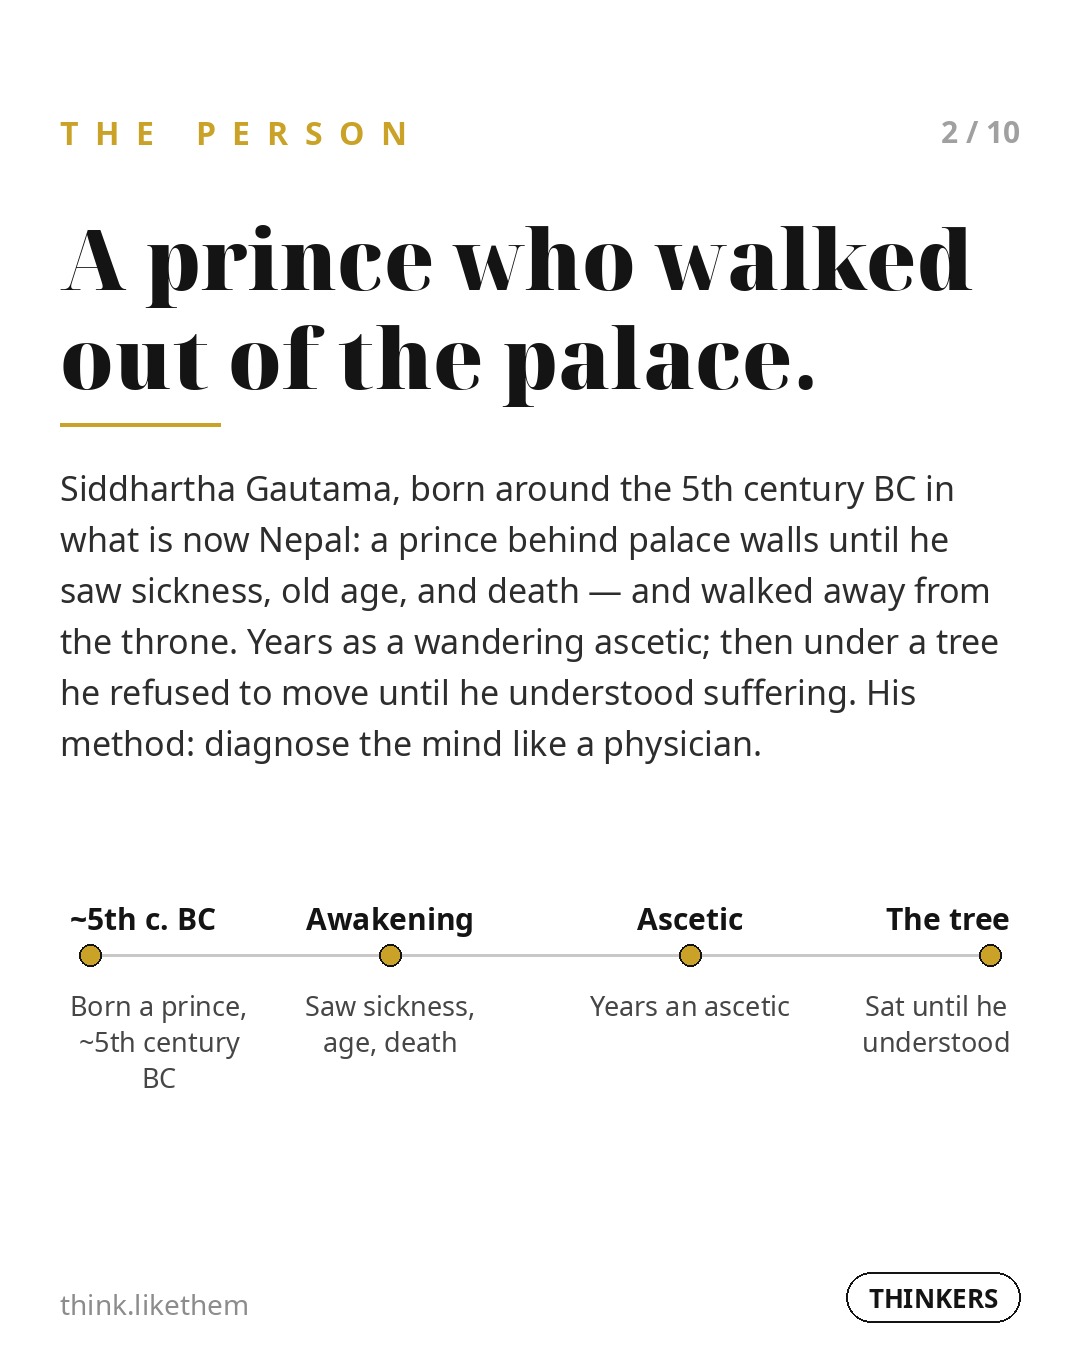 THE PERSON
2 / 10
A prince who walked
out of the palace.
Siddhartha Gautama, born around the 5th century BC in
what is now Nepal: a prince behind palace walls until he
saw sickness, old age, and death — and walked away from
the throne. Years as a wandering ascetic; then under a tree
he refused to move until he understood suffering. His
method: diagnose the mind like a physician.
~5th c. BC
Born a prince,
~5th century
BC
Awakening
Saw sickness,
age, death
Ascetic
Years an ascetic
The tree
Sat until he
understood
think.likethem
THINKERS